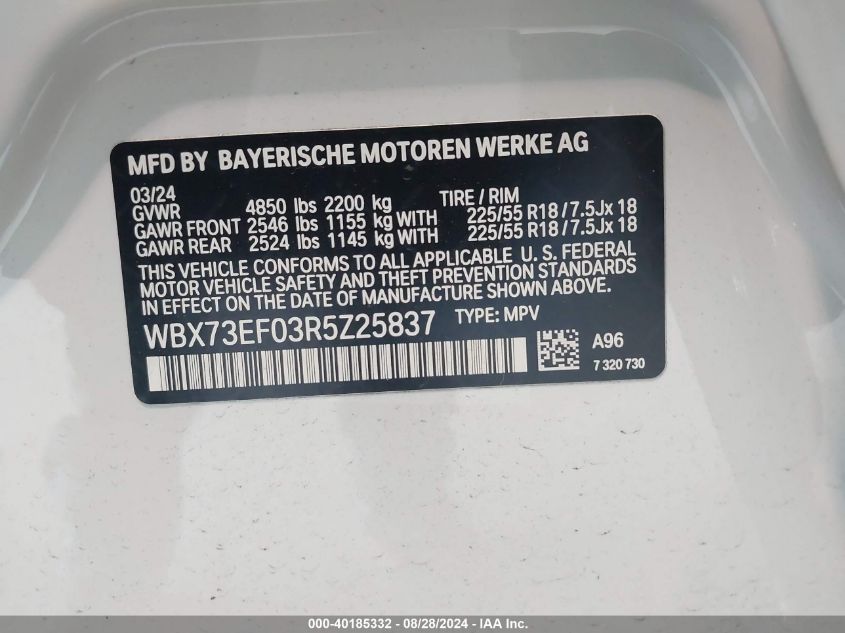 MFD BY BAYERISCHE MOTOREN WERKE AG
03/24
GVWR 4850 lbs 2200 kg TIRE / RIM
GAWR FRONT 2546 lbs 1155 kg WITH 225/55 R18 / 7.5Jx 18
GAWR REAR 2524 lbs 1145 kg WITH 225/55 R18 / 7.5Jx 18
THIS VEHICLE CONFORMS TO ALL APPLICABLE U. S. FEDERAL
MOTOR VEHICLE SAFETY AND THEFT PREVENTION STANDARDS
IN EFFECT ON THE DATE OF MANUFACTURE SHOWN ABOVE.
WBX73EF03R5Z25837 TYPE: MPV
A96
7 320 730
000-40185332 - 08/28/2024 - IAA Inc.